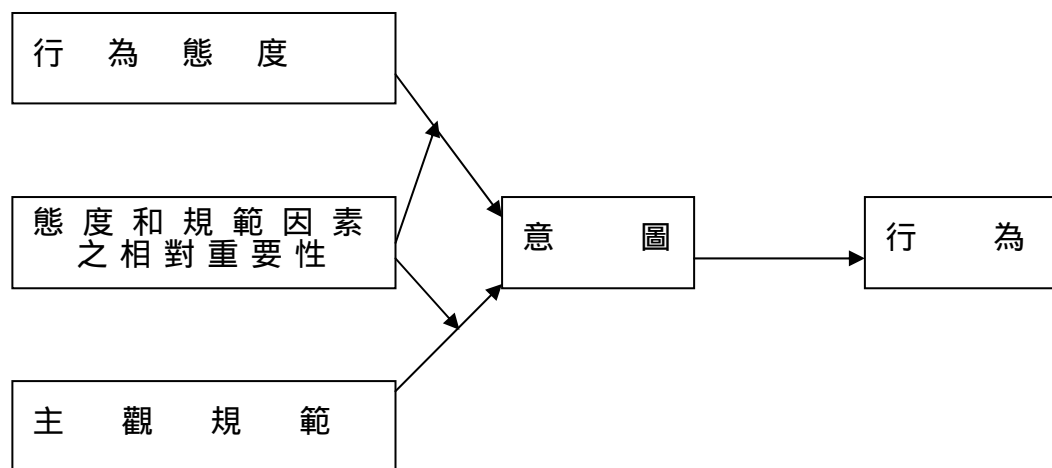 行為態度
態度和規範因素
之相對重要性
意圖
行為
主觀規範